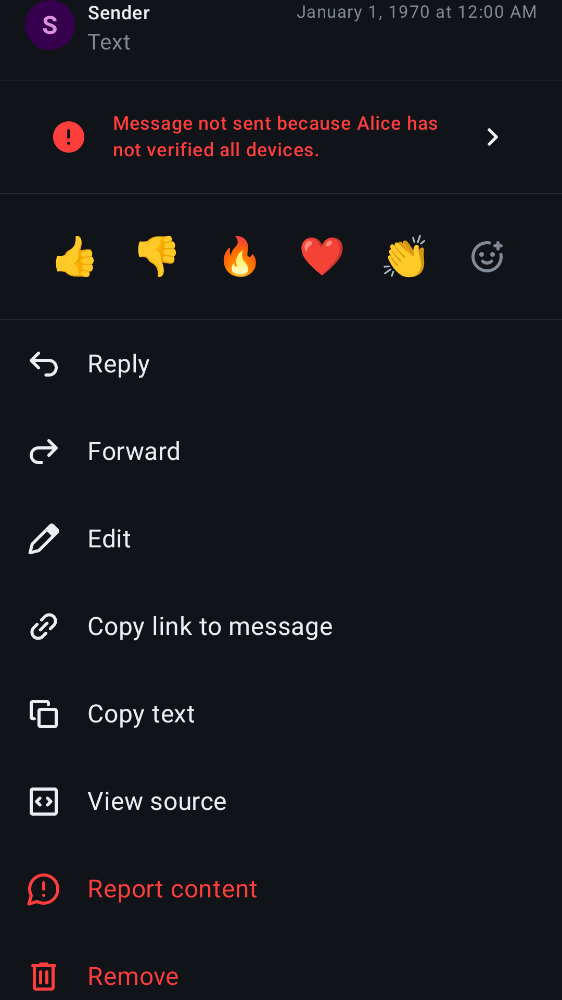 S
Sender
January 1, 1970 at 12:00 AM
Text
Message not sent because Alice has
not verified all devices.
Reply
Forward
Edit
Copy link to message
Copy text
View source
Report content
Remove